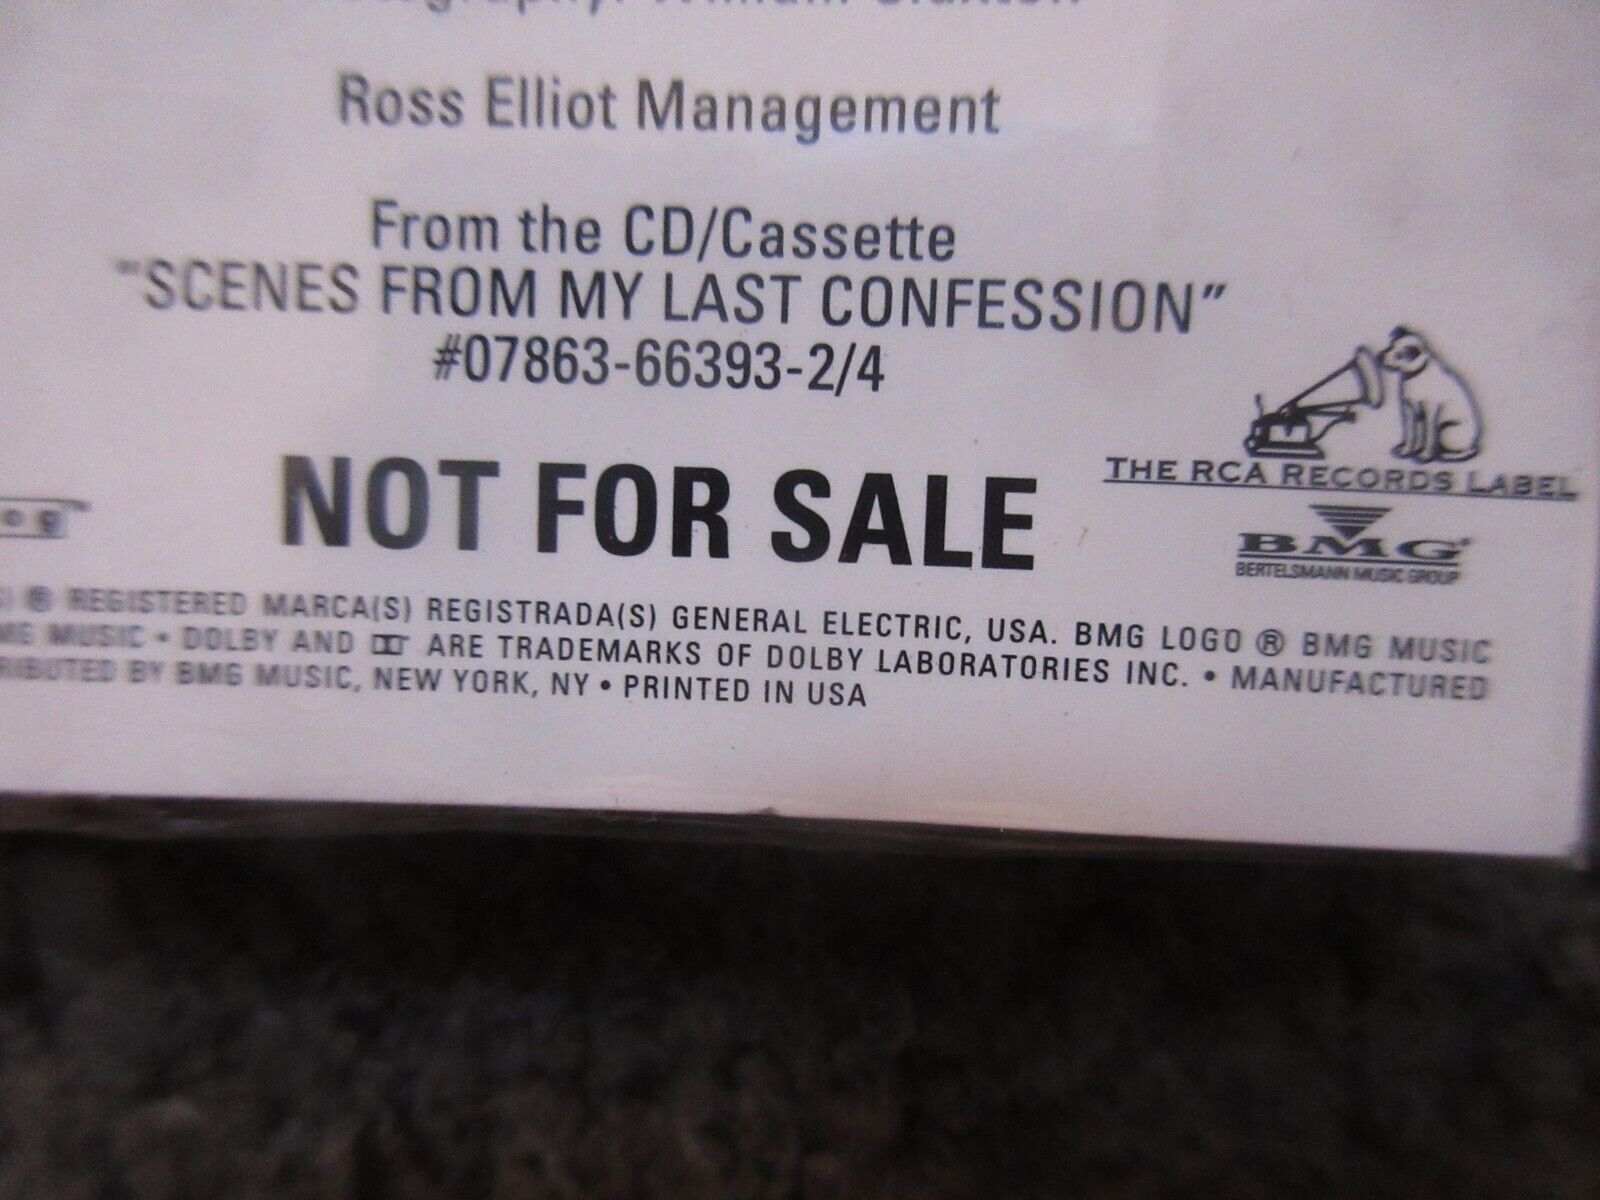 Ross Elliot Management
From the CD/Cassette
"SCENES FROM MY LAST CONFESSION"
#07863-66393-2/4
NOT FOR SALE
THE RCA RECORDS LABEL
BMG®
BERTELSMANN MUSIC GROUP
® REGISTERED MARCA(S) REGISTRADA(S) GENERAL ELECTRIC, USA. BMG LOGO ® BMG MUSIC
MUSIC • DOLBY AND ARE TRADEMARKS OF DOLBY LABORATORIES INC. • MANUFACTURED
BY BMG MUSIC, NEW YORK, NY • PRINTED IN USA